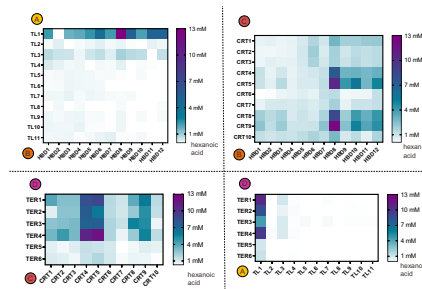 A
TL1
TL2
TL3
TL4
TL5
TL6
TL7
TL8
TL9
TL10
TL11
B
HBD1
HBD2
HBD3
HBD4
HBD5
HBD6
HBD7
HBD8
HBD9
HBD10
HBD11
HBD12
13 mM
10 mM
7 mM
4 mM
1 mM
hexanoic
acid
C
CRT1
CRT2
CRT3
CRT4
CRT5
CRT6
CRT7
CRT8
CRT9
CRT10
B
HBD1
HBD2
HBD3
HBD4
HBD5
HBD6
HBD7
HBD8
HBD9
HBD10
HBD11
HBD12
13 mM
10 mM
7 mM
4 mM
1 mM
hexanoic
acid
D
TER1
TER2
TER3
TER4
TER5
TER6
C
CRT1
CRT2
CRT3
CRT4
CRT5
CRT6
CRT7
CRT8
CRT9
CRT10
13 mM
10 mM
7 mM
4 mM
1 mM
hexanoic
acid
D
TER1
TER2
TER3
TER4
TER5
TER6
A
TL1
TL2
TL3
TL4
TL5
TL6
TL7
TL8
TL9
TL10
TL11
13 mM
10 mM
7 mM
4 mM
1 mM
hexanoic
acid